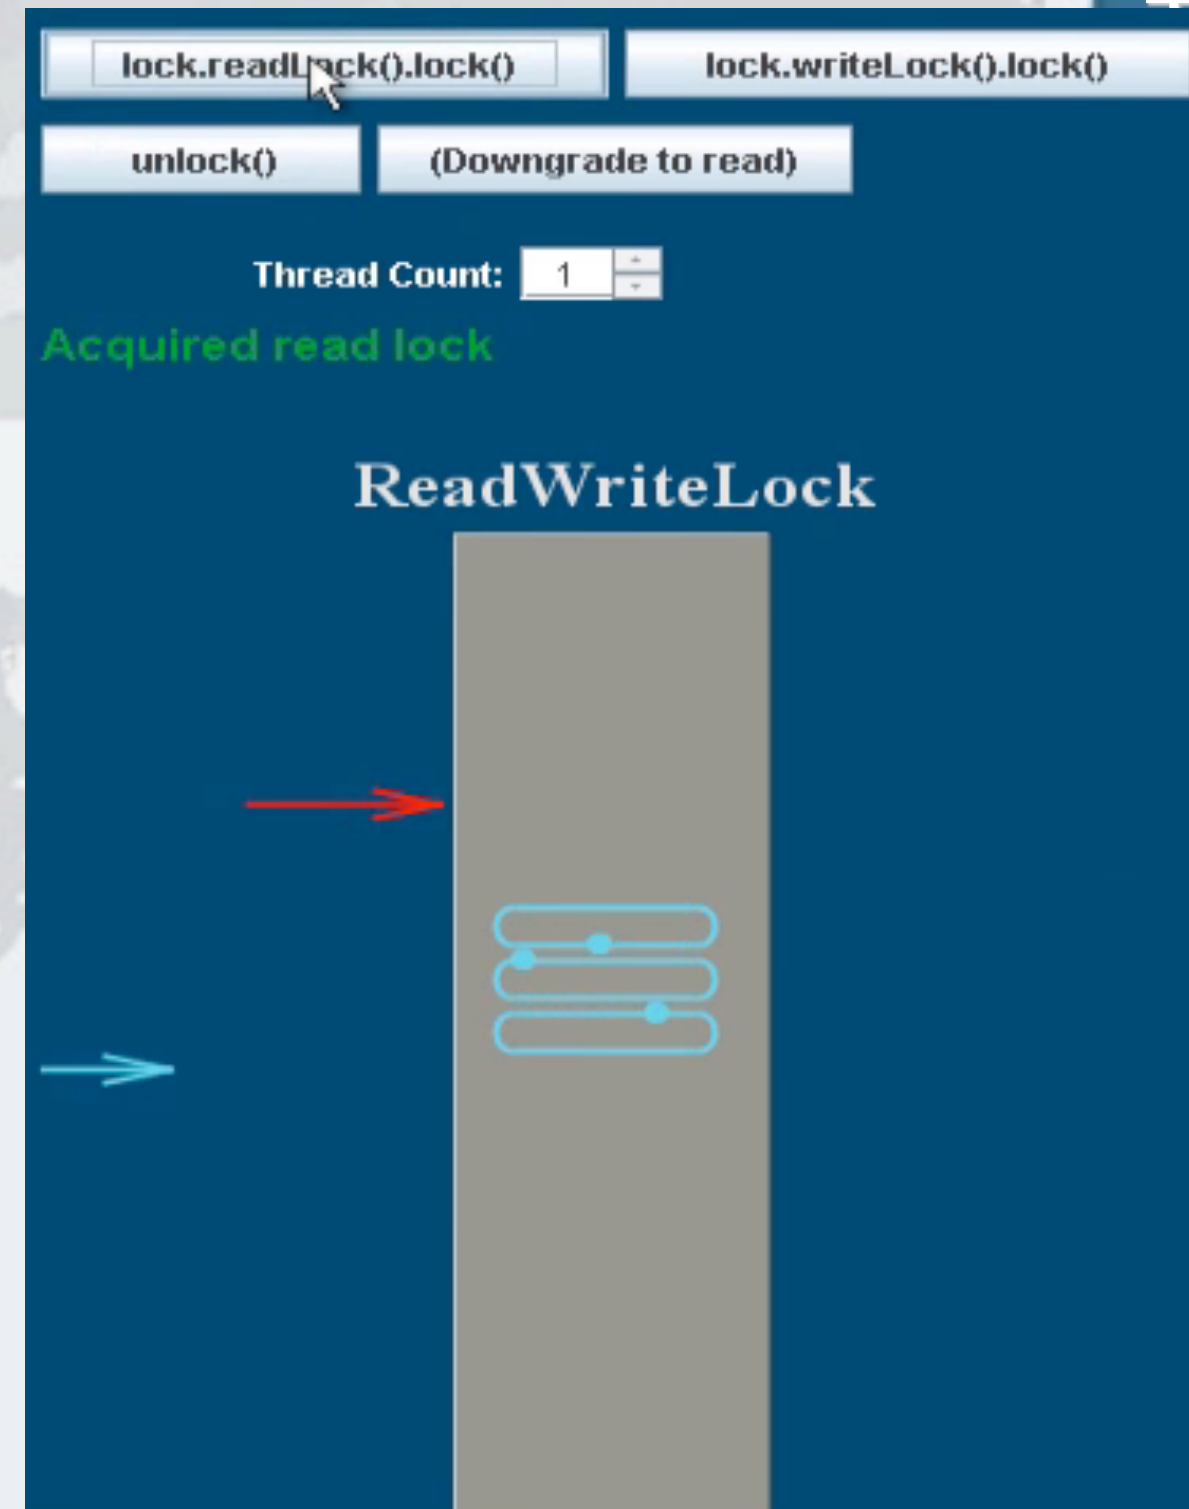 lock.readLock().lock() lock.writeLock().lock()
unlock() (Downgrade to read)
Thread Count: 1
Acquired read lock
ReadWriteLock